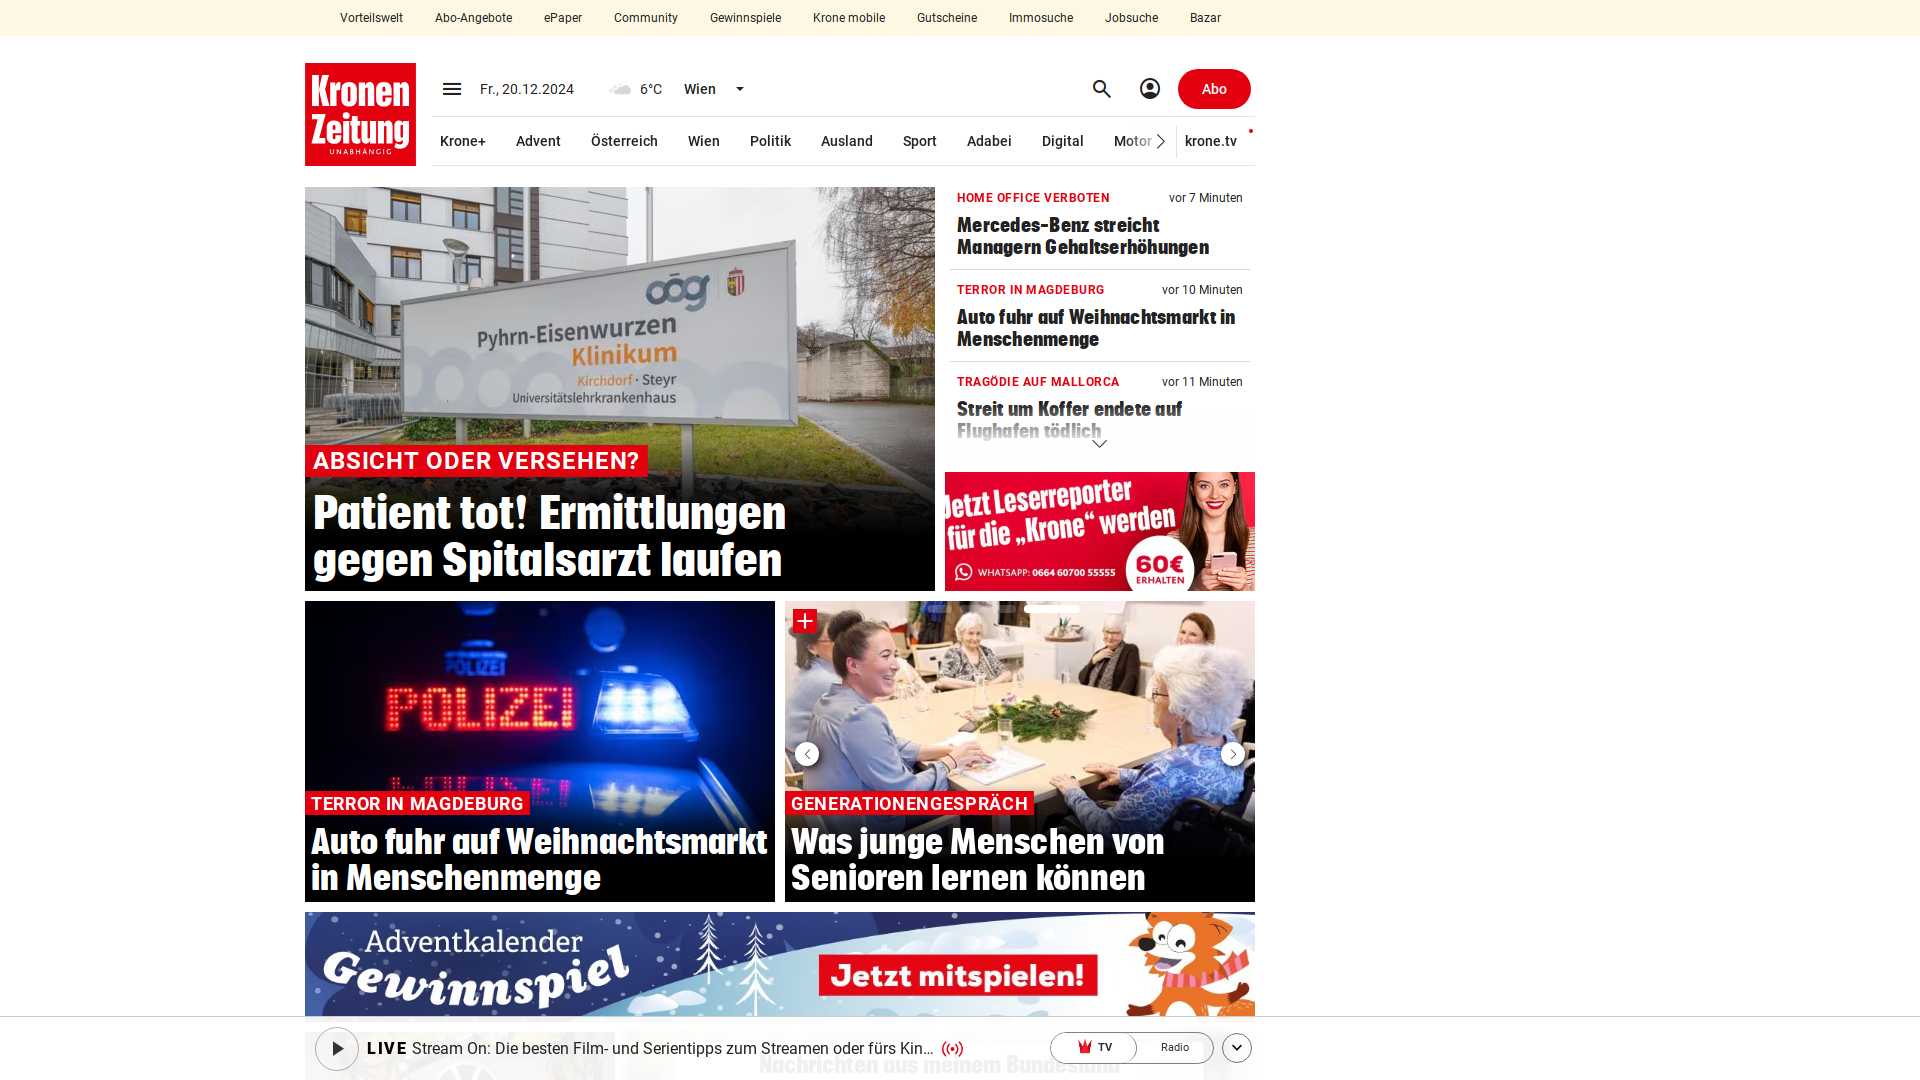 Vorteilswelt Abo-Angebote ePaper Community Gewinnspiele Krone mobile Gutscheine Immosuche Jobsuche Bazar
Kronen
Zeitung
UNABHÄNGIG
Fr., 20.12.2024 6°C Wien Abo
Krone+ Advent Österreich Wien Politik Ausland Sport Adabei Digital Motor krone.tv
oög
Pyhrn-Eisenwurzen
Klinikum
Kirchdorf · Steyr
Universitätslehrkrankenhaus
ABSICHT ODER VERSEHEN?
Patient tot! Ermittlungen
gegen Spitalsarzt laufen
HOME OFFICE VERBOTEN vor 7 Minuten
Mercedes-Benz streicht
Managern Gehaltserhöhungen
TERROR IN MAGDEBURG vor 10 Minuten
Auto fuhr auf Weihnachtsmarkt in
Menschenmenge
TRAGÖDIE AUF MALLORCA vor 11 Minuten
Streit um Koffer endete auf
Flughafen tödlich
Jetzt Leserreporter
für die „Krone“ werden
WHATSAPP: 0664 60700 55555
60€
ERHALTEN
POLIZEI
POLIZEI
TERROR IN MAGDEBURG
Auto fuhr auf Weihnachtsmarkt
in Menschenmenge
GENERATIONENGESPRÄCH
Was junge Menschen von
Senioren lernen können
Adventkalender
Gewinnspiel
Jetzt mitspielen!
LIVE Stream On: Die besten Film- und Serientipps zum Streamen oder fürs Kin... TV Radio
Nachrichten aus meinem Bundesland